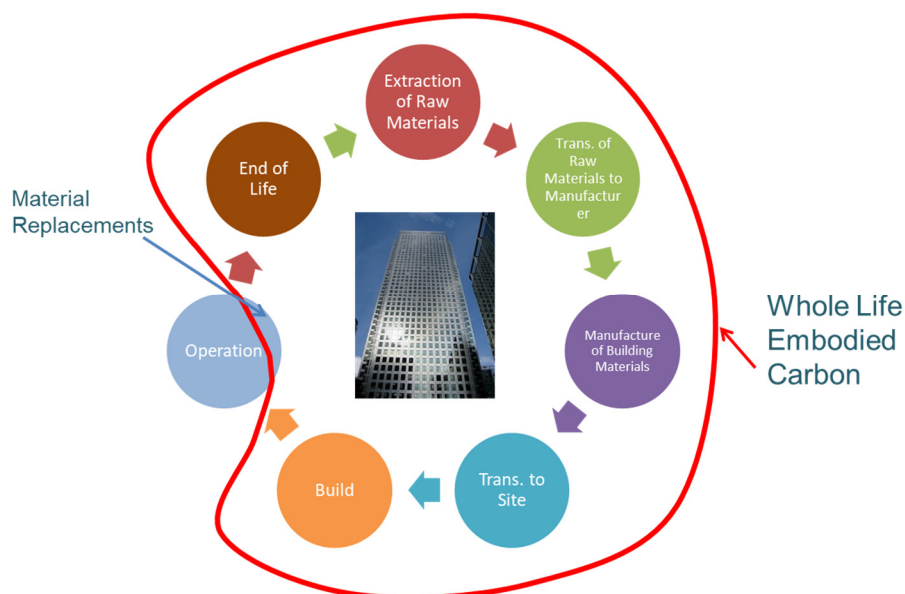 Extraction
of Raw
Materials
Trans. of
Raw
Materials to
Manufactur
er
Manufacture
of Building
Materials
Trans. to
Site
Build
Operation
End of
Life
Material
Replacements
Whole Life
Embodied
Carbon